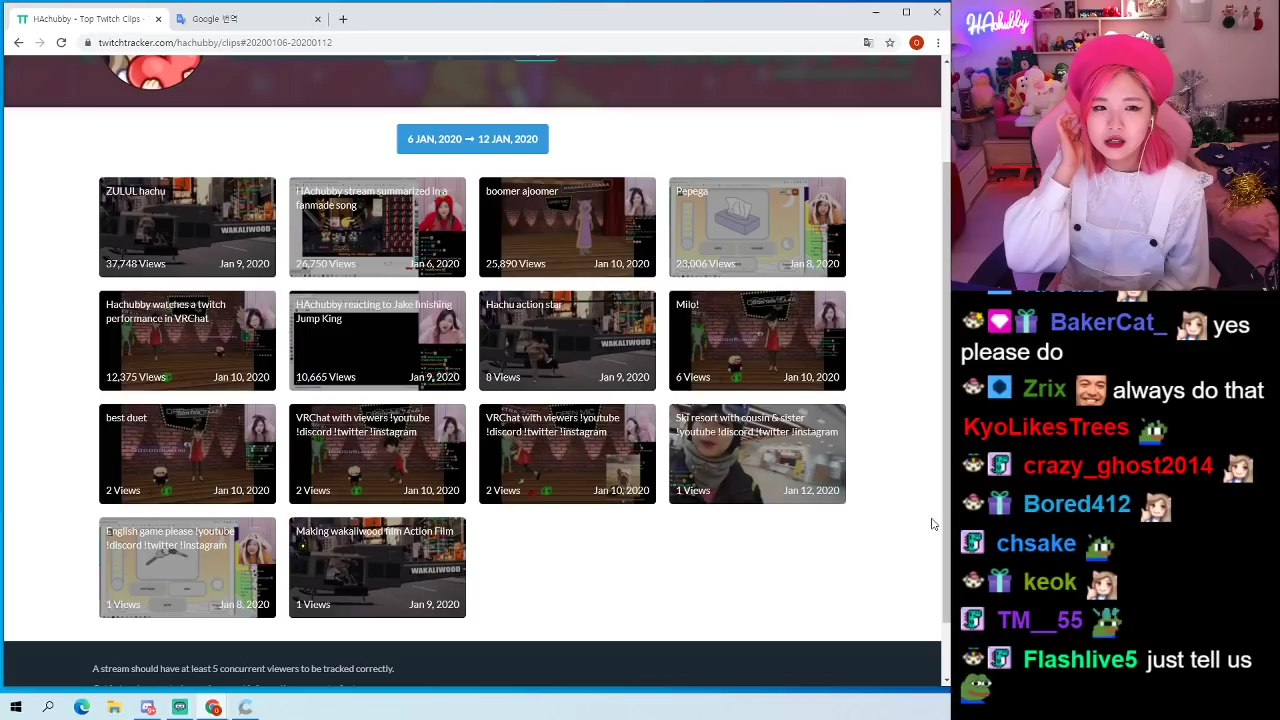 HAchubby - Top Twitch Clips -
Google 번역
twitchtracker.com/hachubby/clips#20200106-20200112
HAchubby
6 JAN, 2020 → 12 JAN, 2020
ZULUL hachu
WAKALIWOOD
37,748 Views Jan 9, 2020
HAchubby stream summarized in a
fanmade song
26,750 Views Jan 6, 2020
boomer ajoomer
25,890 Views Jan 10, 2020
Pepega
23,006 Views Jan 8, 2020
Hachubby watches a twitch
performance in VRChat
12,375 Views Jan 10, 2020
HAchubby reacting to Jake finishing
Jump King
10,665 Views Jan 9, 2020
Hachu action star
WAKALIWOOD
8 Views Jan 9, 2020
Milo!
6 Views Jan 10, 2020
best duet
2 Views Jan 10, 2020
VRChat with viewers !youtube
!discord !twitter !instagram
2 Views Jan 10, 2020
VRChat with viewers !youtube
!discord !twitter !instagram
2 Views Jan 10, 2020
Ski resort with cousin & sister
!youtube !discord !twitter !instagram
1 Views Jan 12, 2020
English game please !youtube
!discord !twitter !instagram
1 Views Jan 8, 2020
Making wakaliwood film Action Film
WAKALIWOOD
1 Views Jan 9, 2020
A stream should have at least 5 concurrent viewers to be tracked correctly.
BakerCat_ yes
please do
Zrix always do that
KyoLikesTrees
crazy_ghost2014
Bored412
chsake
keok
TM__55
Flashlive5 just tell us